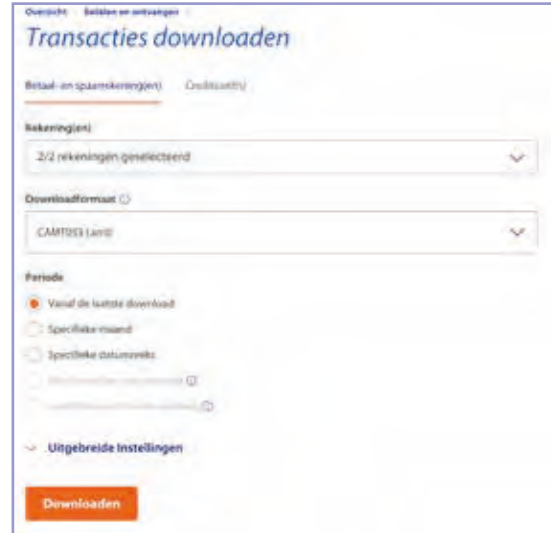 Overzicht Betalen en ontvangen
Transacties downloaden
Betaal- en spaarrekening(en) Creditcard(s)
Rekening(en)
2/2 rekeningen geselecteerd
Downloadformaat
CAMT053 (.xml)
Periode
Vanaf de laatste download
Specifieke maand
Specifieke datumreeks
Uitgebreide Instellingen
Downloaden